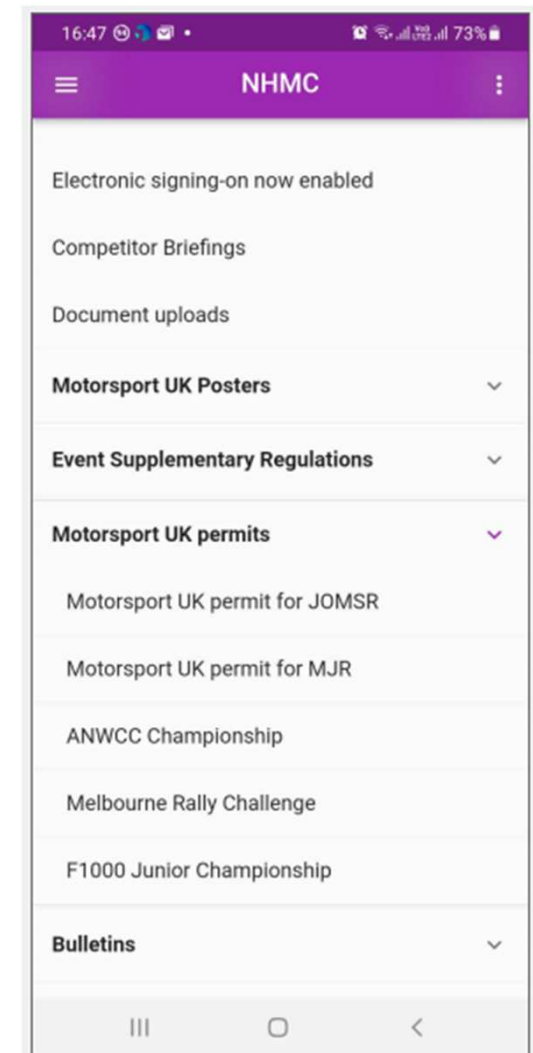 16:47 73%
NHMC
Electronic signing-on now enabled
Competitor Briefings
Document uploads
Motorsport UK Posters
Event Supplementary Regulations
Motorsport UK permits
Motorsport UK permit for JOMSR
Motorsport UK permit for MJR
ANWCC Championship
Melbourne Rally Challenge
F1000 Junior Championship
Bulletins